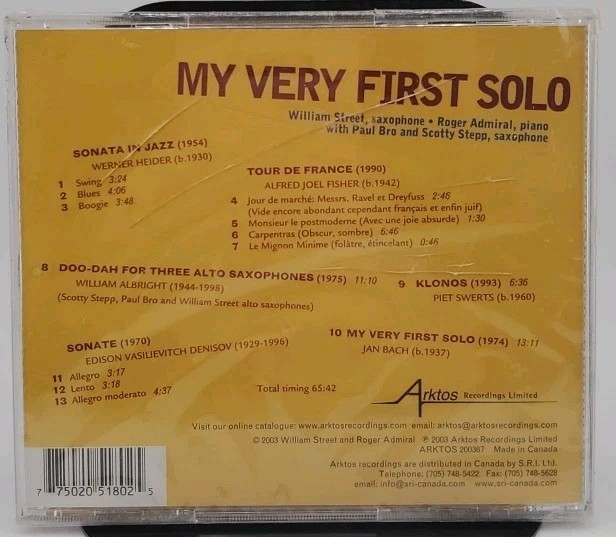 MY VERY FIRST SOLO
William Street, saxophone • Roger Admiral, piano
with Paul Bro and Scotty Stepp, saxophone
SONATA IN JAZZ (1954)
WERNER HEIDER (b.1930)
1 Swing 3:24
2 Blues 4:06
3 Boogie 3:48
TOUR DE FRANCE (1990)
ALFRED JOEL FISHER (b.1942)
4 Jour de marché: Messrs. Ravel et Dreyfuss 2:46
(Vide encore abondant cependant français et enfin juif)
5 Monsieur le postmoderne (Avec une joie absurde) 1:30
6 Carpentras (Obscur, sombre) 6:46
7 Le Mignon Minime (folâtre, étincelant) 0:46
8 DOO-DAH FOR THREE ALTO SAXOPHONES (1975) 11:10
WILLIAM ALBRIGHT (1944-1998)
(Scotty Stepp, Paul Bro and William Street alto saxophones)
9 KLONOS (1993) 6:36
PIET SWERTS (b.1960)
SONATE (1970)
EDISON VASILIEVITCH DENISOV (1929-1996)
11 Allegro 3:17
12 Lento 3:18
13 Allegro moderato 4:37
10 MY VERY FIRST SOLO (1974) 13:11
JAN BACH (b.1937)
Total timing 65:42
Arktos Recordings Limited
Visit our online catalogue: www.arktosrecordings.com email: arktos@arktosrecordings.com
© 2003 William Street and Roger Admiral ℗ 2003 Arktos Recordings Limited
ARKTOS 200367 Made in Canada
Arktos recordings are distributed in Canada by S.R.I. Ltd.
Telephone: (705) 748-5422 Fax: (705) 748-5628
email: info@sri-canada.com www.sri-canada.com
7 75020 51802 5